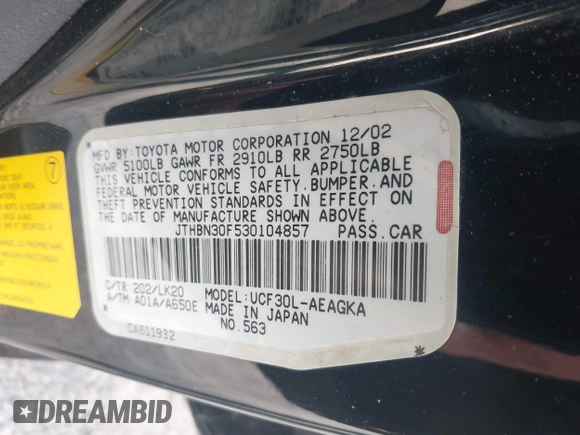 MFD.BY:TOYOTA MOTOR CORPORATION 12/02
GVWR 5100LB GAWR FR 2910LB RR 2750LB
THIS VEHICLE CONFORMS TO ALL APPLICABLE
FEDERAL MOTOR VEHICLE SAFETY.BUMPER.AND
THEFT PREVENTION STANDARDS IN EFFECT ON
THE DATE OF MANUFACTURE SHOWN ABOVE.
JTHBN30F530104857 PASS.CAR
C/TR:202/LK20 MODEL:UCF30L-AEAGKA
A/TM A01A/A650E MADE IN JAPAN
NO.563
CA611932
7
DREAMBID